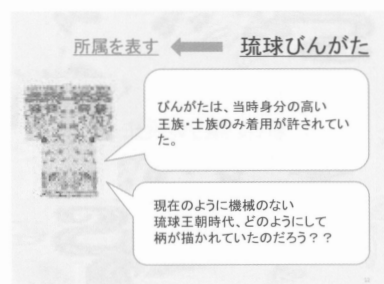 所属を表す 琉球びんがた
びんがたは、当時身分の高い
王族・士族のみ着用が許されてい
た。
現在のように機械のない
琉球王朝時代、どのようにして
柄が描かれていたのだろう？？